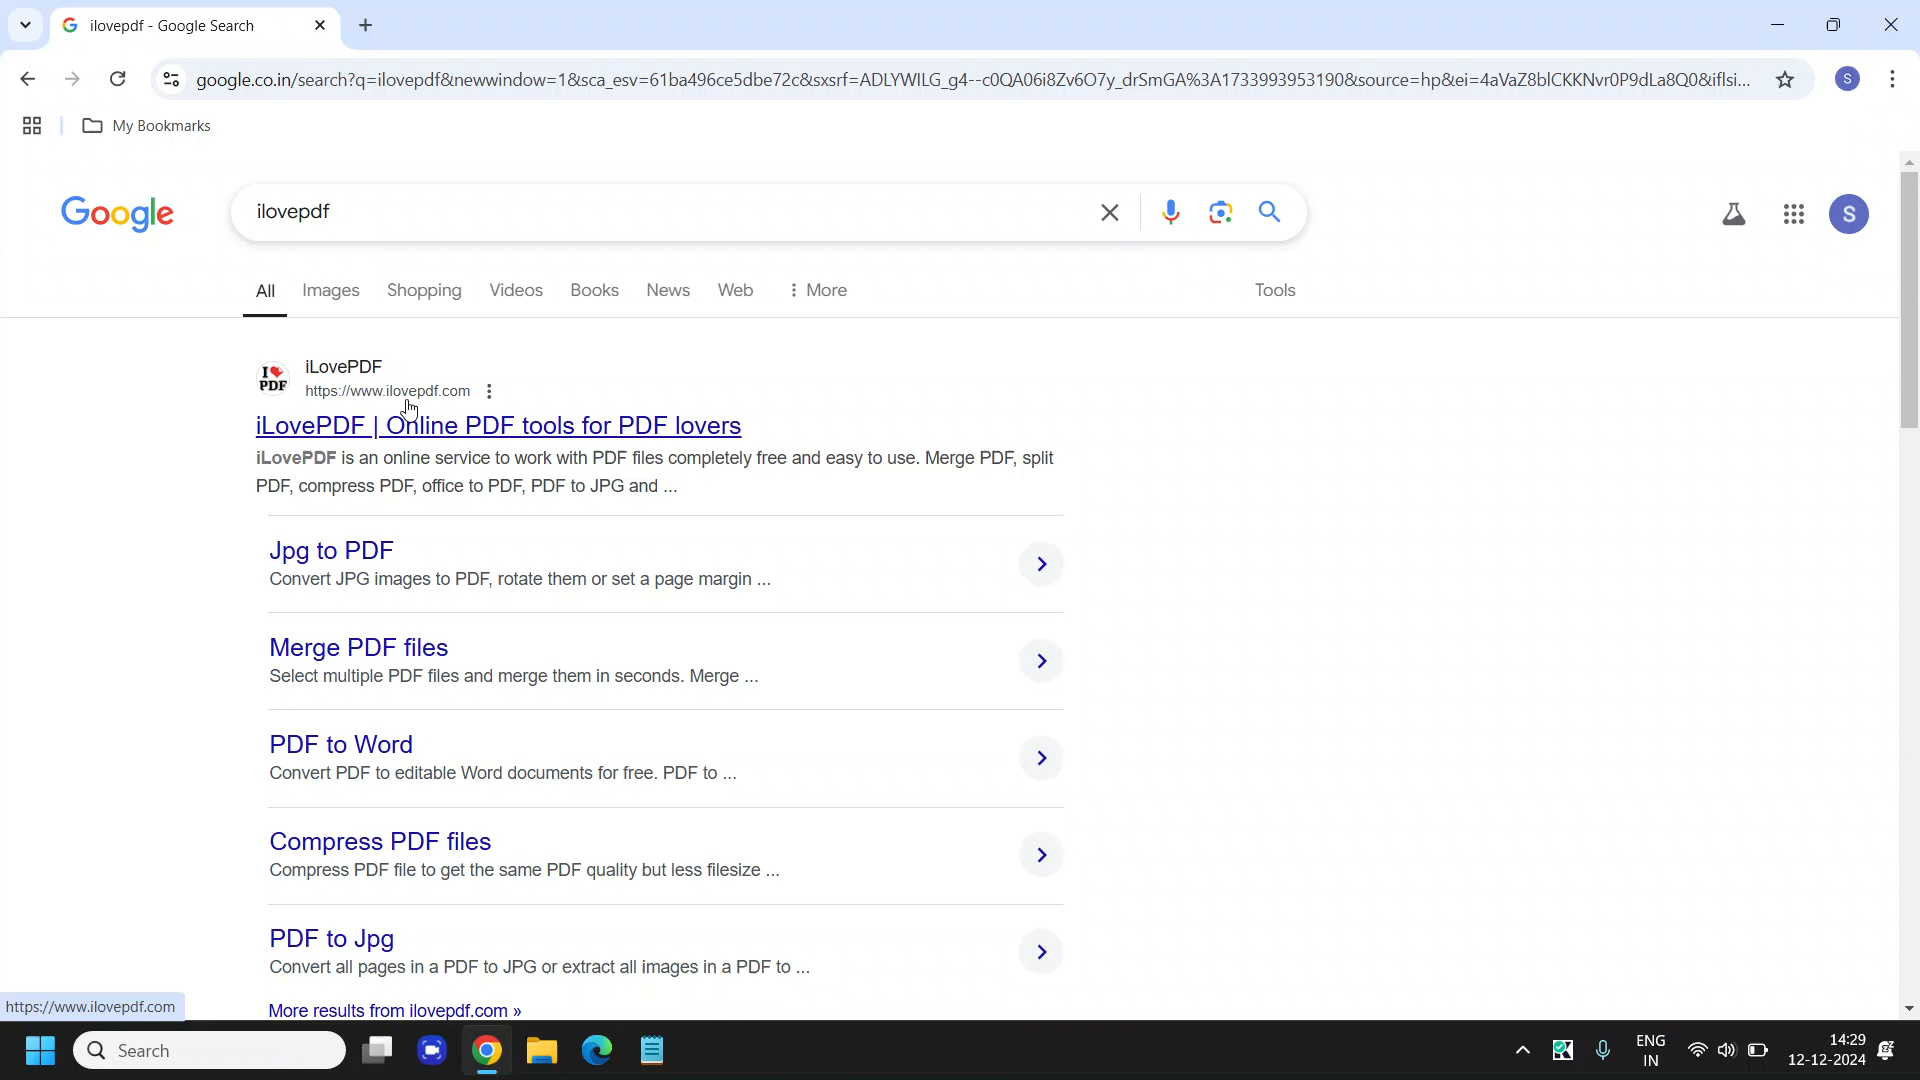 ilovepdf - Google Search
google.co.in/search?q=ilovepdf&newwindow=1&sca_esv=61ba496ce5dbe72c&sxsrf=ADLYWILG_g4--c0QA06i8Zv6O7y_drSmGA%3A1733993953190&source=hp&ei=4aVaZ8blCKKNvr0P9dLa8Q0&iflsi...
S
My Bookmarks
Google
ilovepdf
S
All Images Shopping Videos Books News Web More Tools
I PDF
iLovePDF
https://www.ilovepdf.com
iLovePDF | Online PDF tools for PDF lovers
iLovePDF is an online service to work with PDF files completely free and easy to use. Merge PDF, split
PDF, compress PDF, office to PDF, PDF to JPG and ...
Jpg to PDF
Convert JPG images to PDF, rotate them or set a page margin ...
Merge PDF files
Select multiple PDF files and merge them in seconds. Merge ...
PDF to Word
Convert PDF to editable Word documents for free. PDF to ...
Compress PDF files
Compress PDF file to get the same PDF quality but less filesize ...
PDF to Jpg
Convert all pages in a PDF to JPG or extract all images in a PDF to ...
https://www.ilovepdf.com
More results from ilovepdf.com »
Search
ENG
IN
14:29
12-12-2024